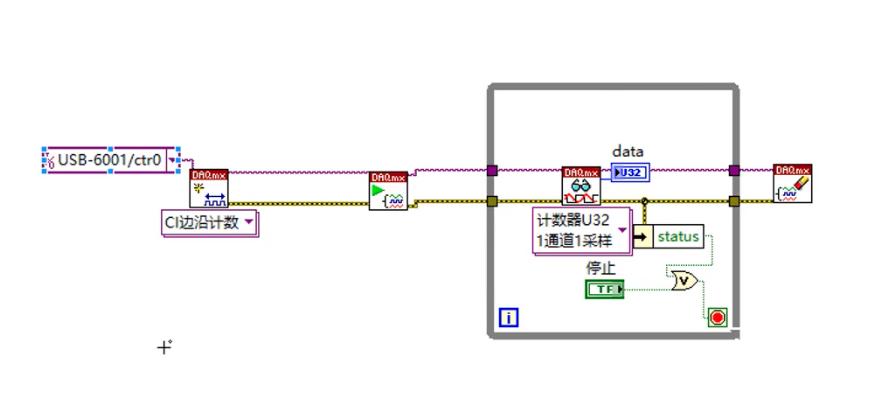 USB-6001/ctr0
DAQmx
CI边沿计数
DAQmx
DAQmx
data
U32
计数器U32
1通道1采样
status
停止
TF
V
i
DAQmx